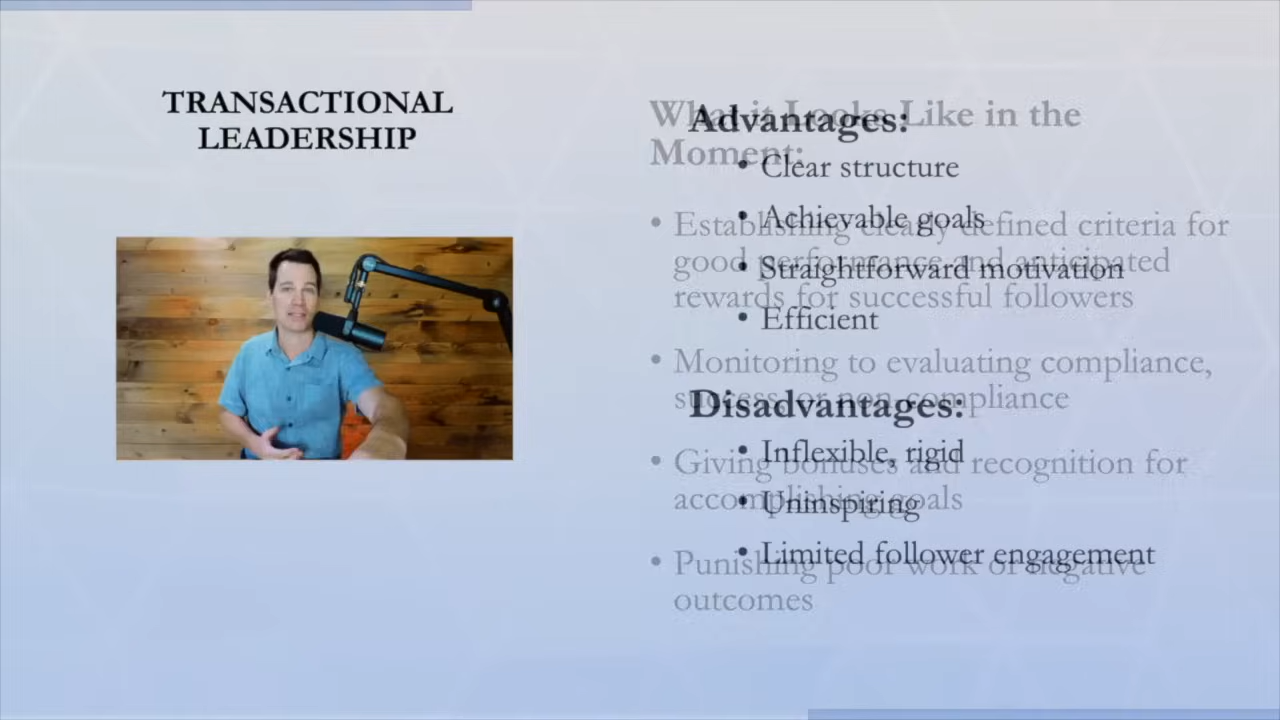 TRANSACTIONAL
LEADERSHIP
What it Looks Like in the
Moment:
• Establishing clearly defined criteria for
good performance and anticipated
rewards for successful followers
• Monitoring to evaluating compliance,
success, or non-compliance
• Giving bonuses and recognition for
accomplishing goals
• Punishing poor work or negative
outcomes
Advantages:
• Clear structure
• Achievable goals
• Straightforward motivation
• Efficient
Disadvantages:
• Inflexible, rigid
• Uninspiring
• Limited follower engagement